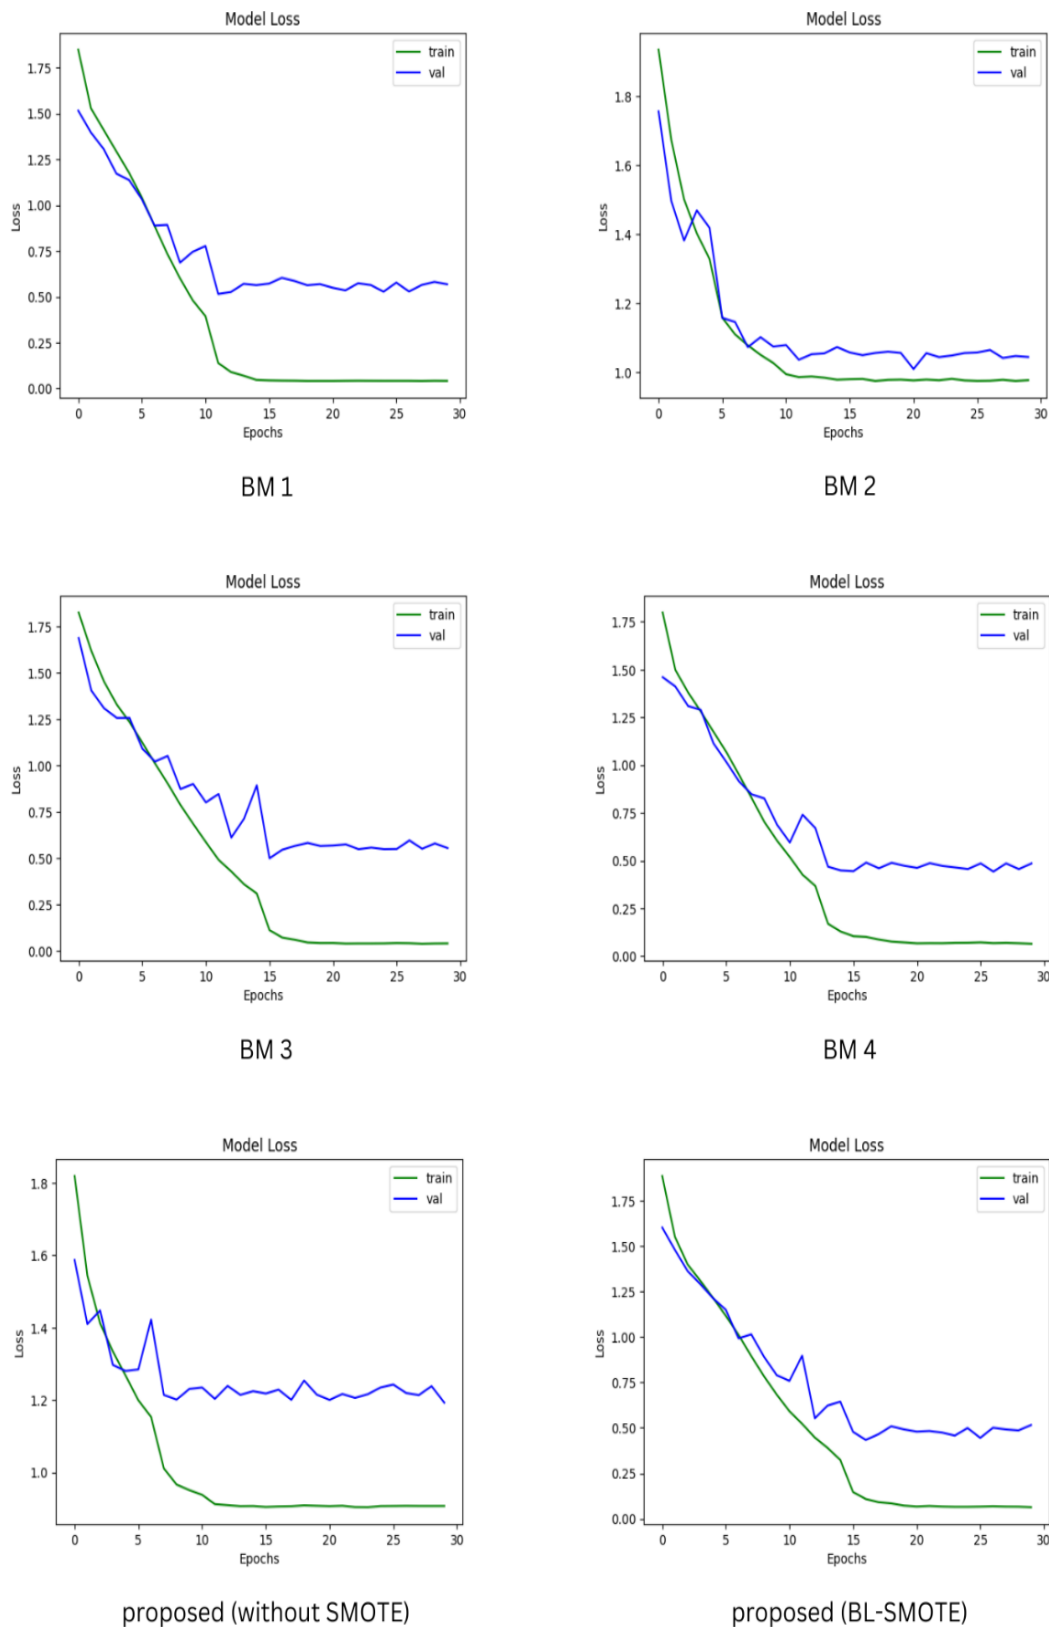 Model Loss
train
val
1.75
1.50
1.25
1.00
0.75
0.50
0.25
0.00
Loss
0 5 10 15 20 25 30
Epochs
BM 1
Model Loss
train
val
1.8
1.6
1.4
1.2
1.0
Loss
0 5 10 15 20 25 30
Epochs
BM 2
Model Loss
train
val
1.75
1.50
1.25
1.00
0.75
0.50
0.25
0.00
Loss
0 5 10 15 20 25 30
Epochs
BM 3
Model Loss
train
val
1.75
1.50
1.25
1.00
0.75
0.50
0.25
0.00
Loss
0 5 10 15 20 25 30
Epochs
BM 4
Model Loss
train
val
1.8
1.6
1.4
1.2
1.0
Loss
0 5 10 15 20 25 30
Epochs
proposed (without SMOTE)
Model Loss
train
val
1.75
1.50
1.25
1.00
0.75
0.50
0.25
0.00
Loss
0 5 10 15 20 25 30
Epochs
proposed (BL-SMOTE)